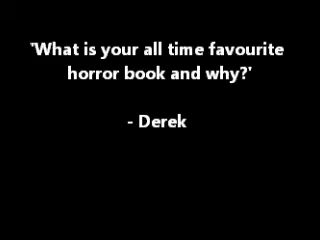 'What is your all time favourite
horror book and why?'
- Derek